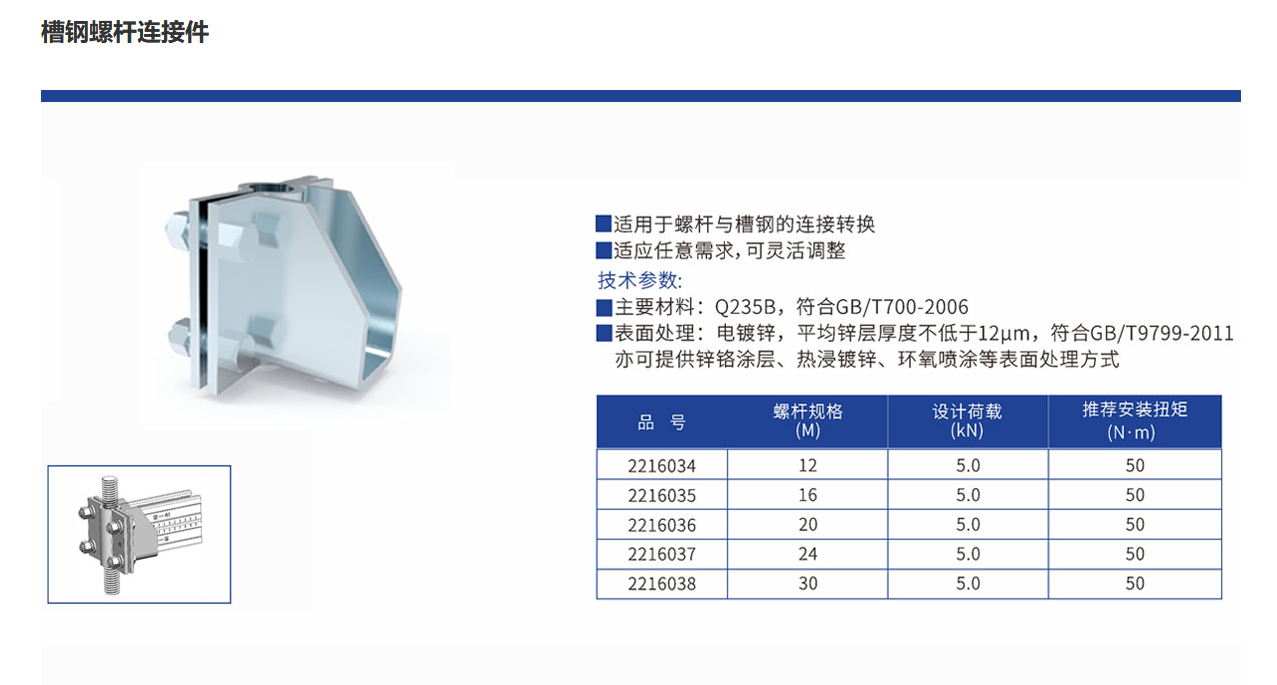 槽钢螺杆连接件
■适用于螺杆与槽钢的连接转换
■适应任意需求，可灵活调整
技术参数:
■主要材料：Q235B，符合GB/T700-2006
■表面处理：电镀锌，平均锌层厚度不低于12μm，符合GB/T9799-2011
亦可提供锌铬涂层、热浸镀锌、环氧喷涂等表面处理方式
品 号 螺杆规格 (M) 设计荷载 (kN) 推荐安装扭矩 (N·m)
2216034 12 5.0 50
2216035 16 5.0 50
2216036 20 5.0 50
2216037 24 5.0 50
2216038 30 5.0 50